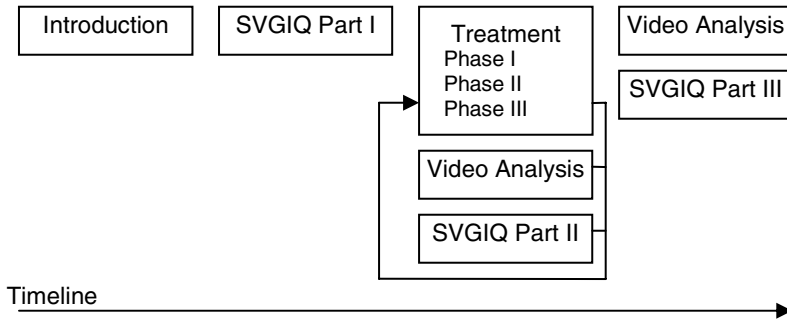 Introduction
SVGIQ Part I
Treatment
Phase I
Phase II
Phase III
Video Analysis
SVGIQ Part II
Video Analysis
SVGIQ Part III
Timeline